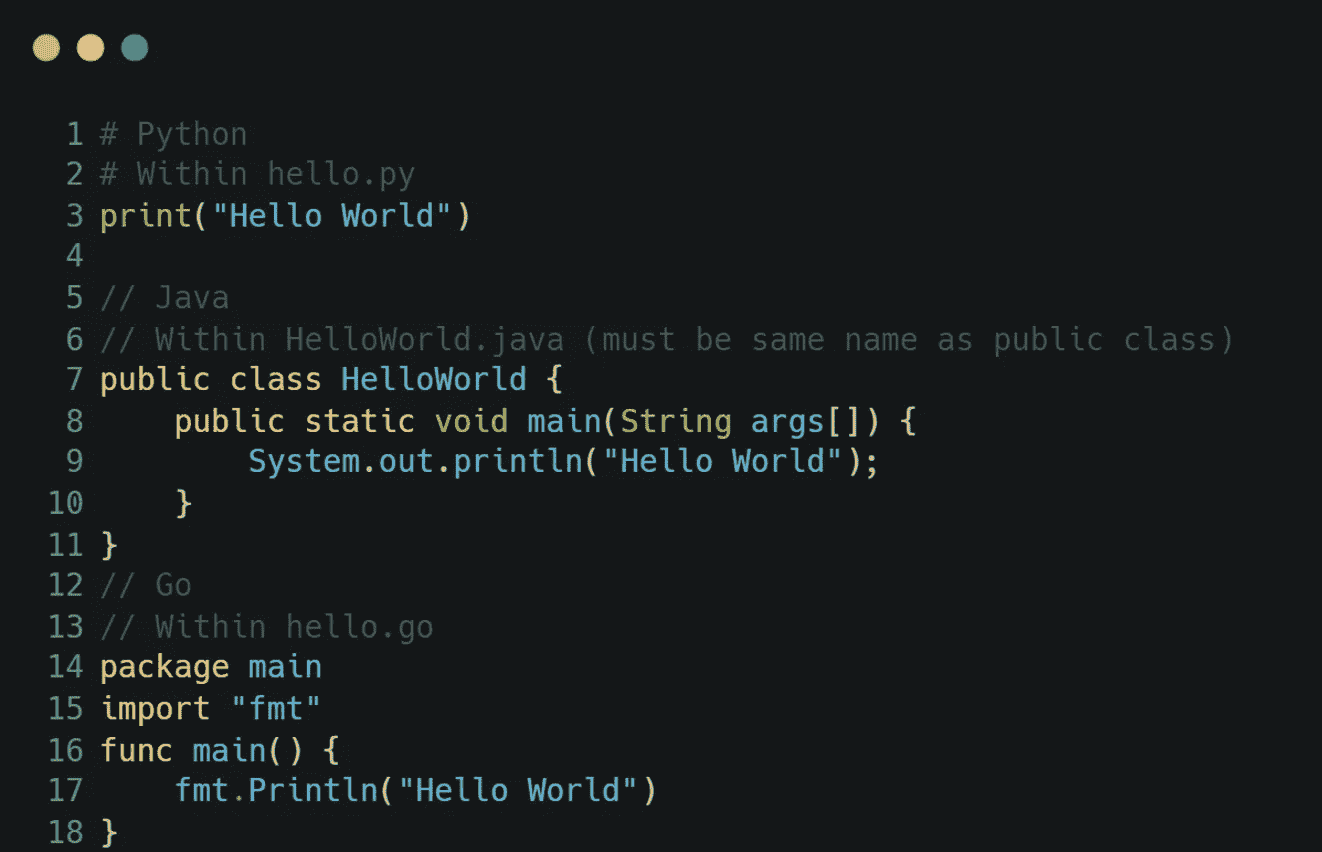 1 # Python
2 # Within hello.py
3 print("Hello World")
4
5 // Java
6 // Within HelloWorld.java (must be same name as public class)
7 public class HelloWorld {
8     public static void main(String args[]) {
9         System.out.println("Hello World");
10     }
11 }
12 // Go
13 // Within hello.go
14 package main
15 import "fmt"
16 func main() {
17     fmt.Println("Hello World")
18 }